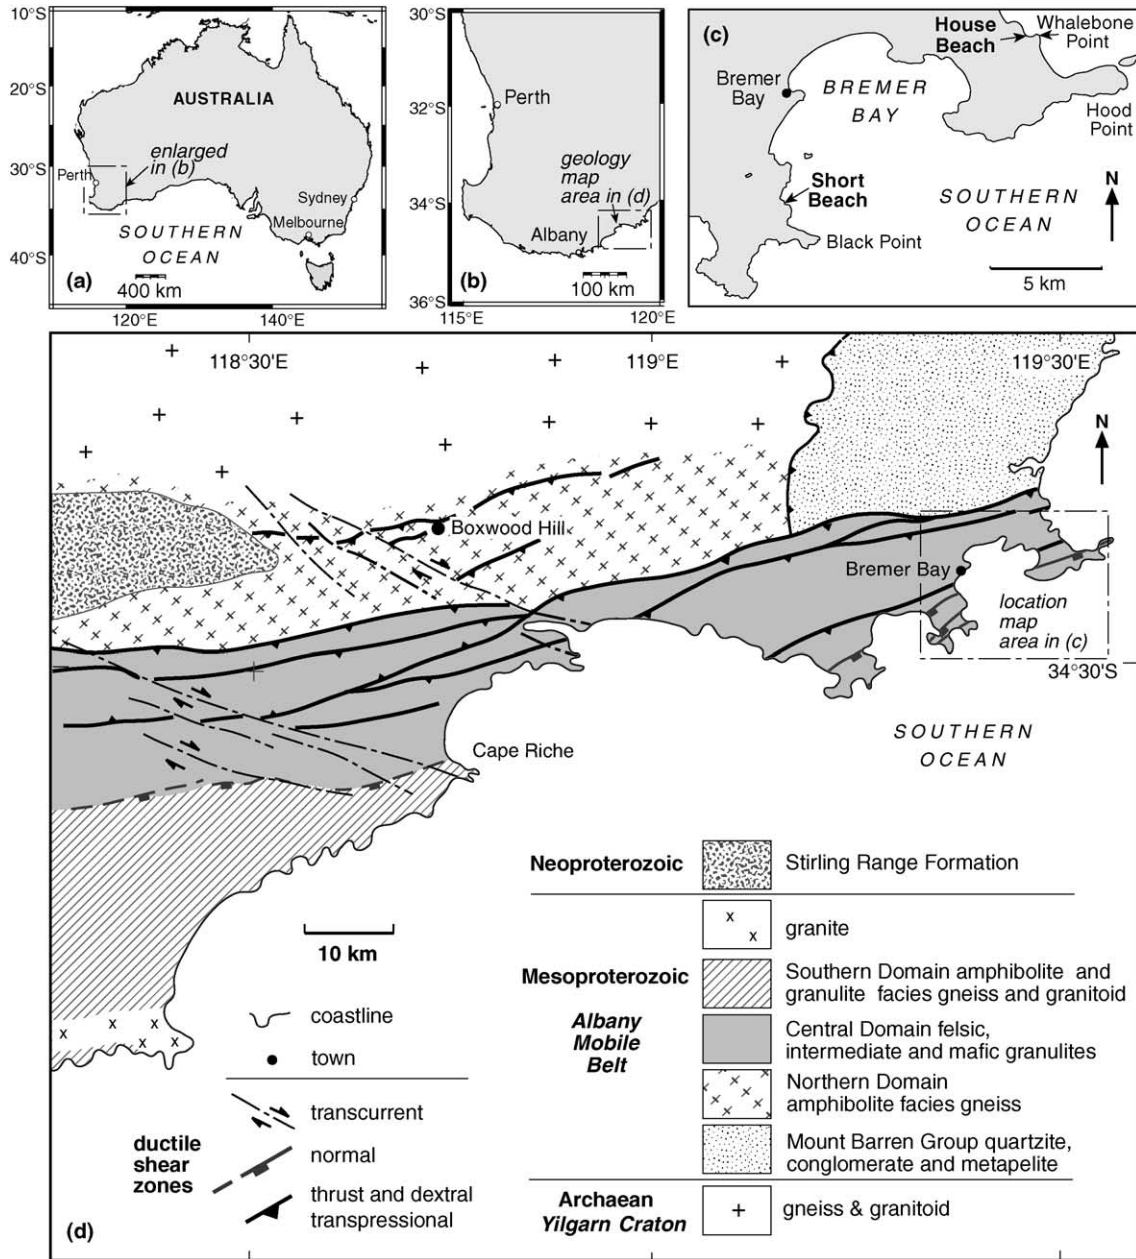 10°S
20°S
30°S
40°S
120°E
140°E
AUSTRALIA
enlarged
in (b)
Perth
Sydney
Melbourne
SOUTHERN
OCEAN
(a)
400 km
30°S
32°S
34°S
36°S
115°E
120°E
Perth
geology
map
area in (d)
Albany
(b)
100 km
(c)
House
Beach
Whalebone
Point
Bremer
Bay
BREMER
BAY
Hood
Point
Short
Beach
SOUTHERN
OCEAN
N
Black Point
5 km
118°30'E
119°E
119°30'E
N
Boxwood Hill
Bremer Bay
location
map
area in (c)
34°30'S
SOUTHERN
OCEAN
Cape Riche
10 km
coastline
town
ductile
shear
zones
transcurrent
normal
thrust and dextral
transpressional
(d)
Neoproterozoic
Stirling Range Formation
granite
Mesoproterozoic
Southern Domain amphibolite and
granulite facies gneiss and granitoid
Albany
Mobile
Belt
Central Domain felsic,
intermediate and mafic granulites
Northern Domain
amphibolite facies gneiss
Mount Barren Group quartzite,
conglomerate and metapelite
Archaean
Yilgarn Craton
gneiss & granitoid